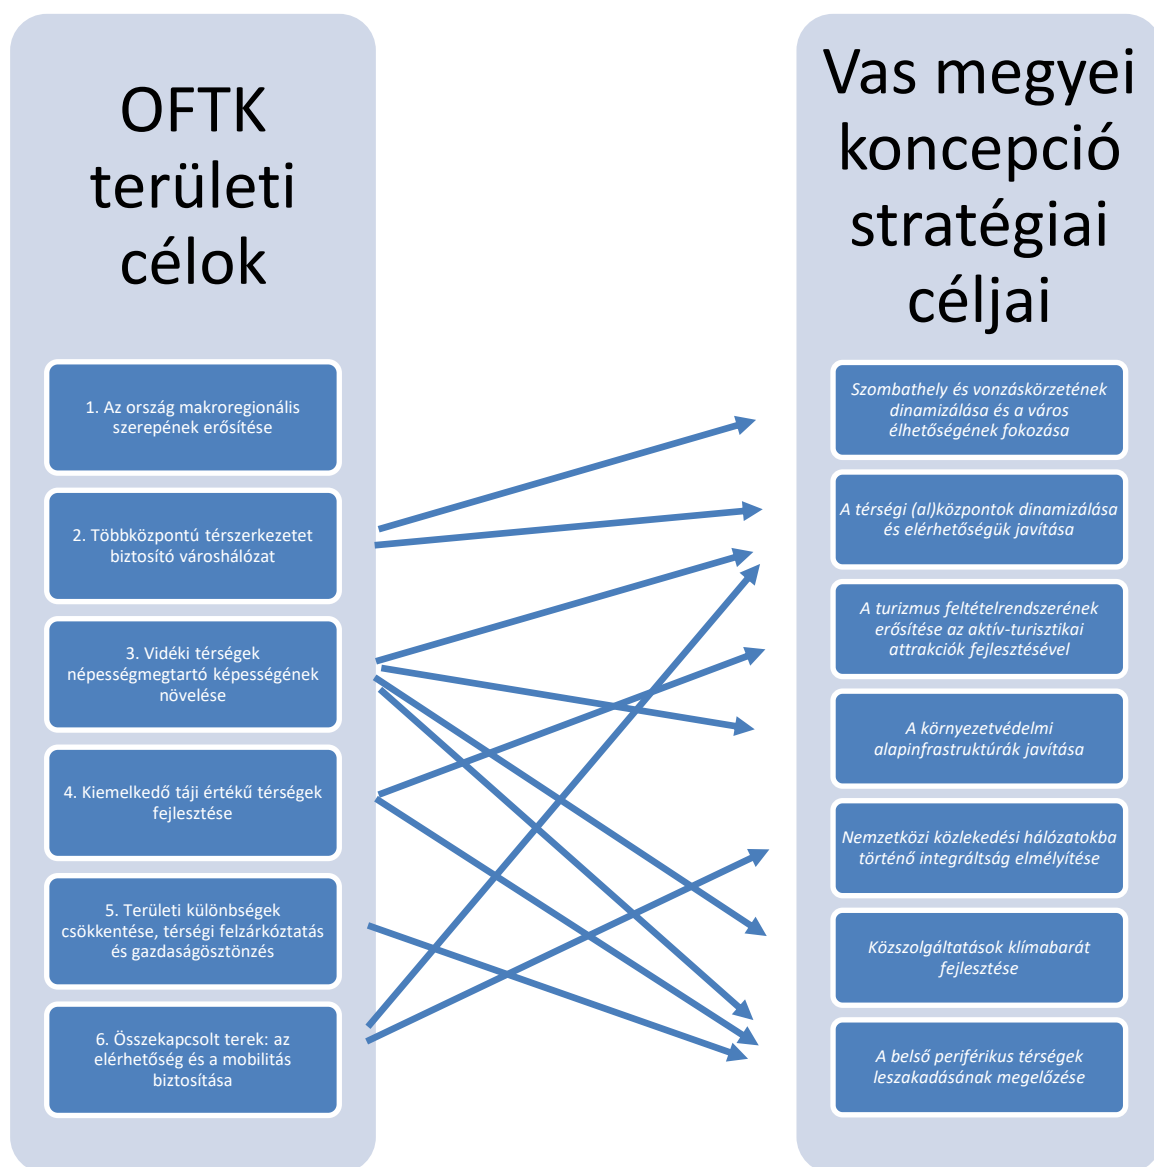 OFTK
területi
célok
1. Az ország makroregionális
szerepének erősítése
2. Többközpontú térszerkezetet
biztosító városhálózat
3. Vidéki térségek
népességmegtartó képességének
növelése
4. Kiemelkedő táji értékű térségek
fejlesztése
5. Területi különbségek
csökkentése, térségi felzárkóztatás
és gazdaságösztönzés
6. Összekapcsolt terek: az
elérhetőség és a mobilitás
biztosítása
Vas megyei
koncepció
stratégiai
céljai
Szombathely és vonzáskörzetének
dinamizálása és a város
élhetőségének fokozása
A térségi (al)központok dinamizálása
és elérhetőségük javítása
A turizmus feltételrendszerének
erősítése az aktív-turisztikai
attrakciók fejlesztésével
A környezetvédelmi
alapinfrastruktúrák javítása
Nemzetközi közlekedési hálózatokba
történő integráltság elmélyítése
Közszolgáltatások klímabarát
fejlesztése
A belső periférikus térségek
leszakadásának megelőzése